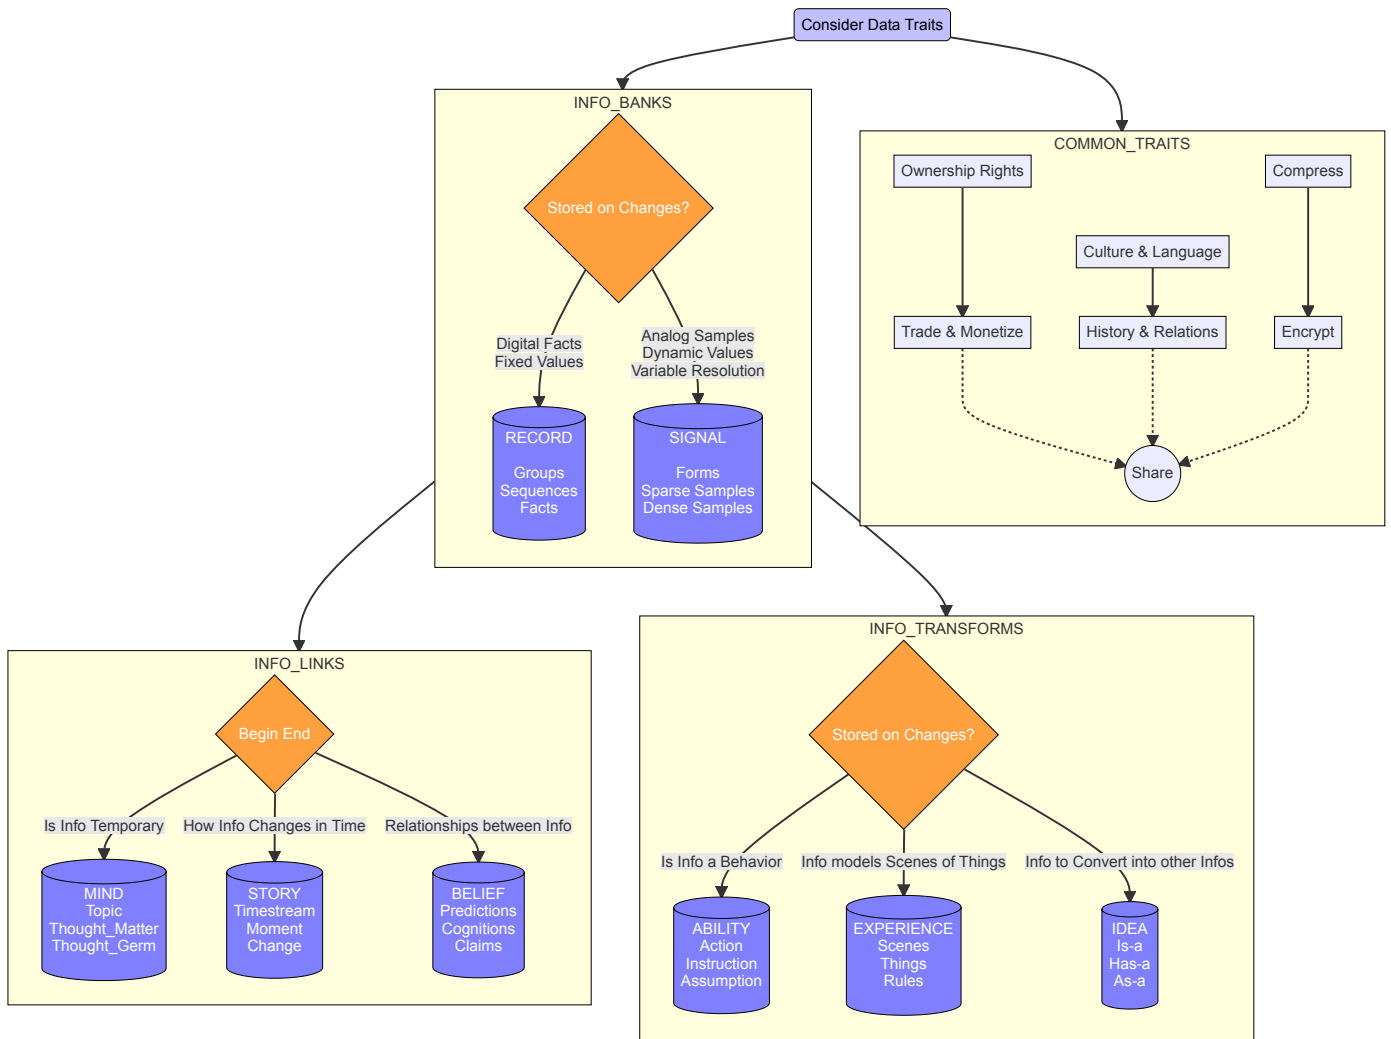 Consider Data Traits
INFO_BANKS
Stored on Changes?
Digital Facts
Fixed Values
Analog Samples
Dynamic Values
Variable Resolution
RECORD
Groups
Sequences
Facts
SIGNAL
Forms
Sparse Samples
Dense Samples
COMMON_TRAITS
Ownership Rights
Compress
Culture & Language
Trade & Monetize
History & Relations
Encrypt
Share
INFO_LINKS
Begin End
Is Info Temporary
How Info Changes in Time
Relationships between Info
MIND
Topic
Thought_Matter
Thought_Germ
STORY
Timestream
Moment
Change
BELIEF
Predictions
Cognitions
Claims
INFO_TRANSFORMS
Stored on Changes?
Is Info a Behavior
Info models Scenes of Things
Info to Convert into other Infos
ABILITY
Action
Instruction
Assumption
EXPERIENCE
Scenes
Things
Rules
IDEA
Is-a
Has-a
As-a